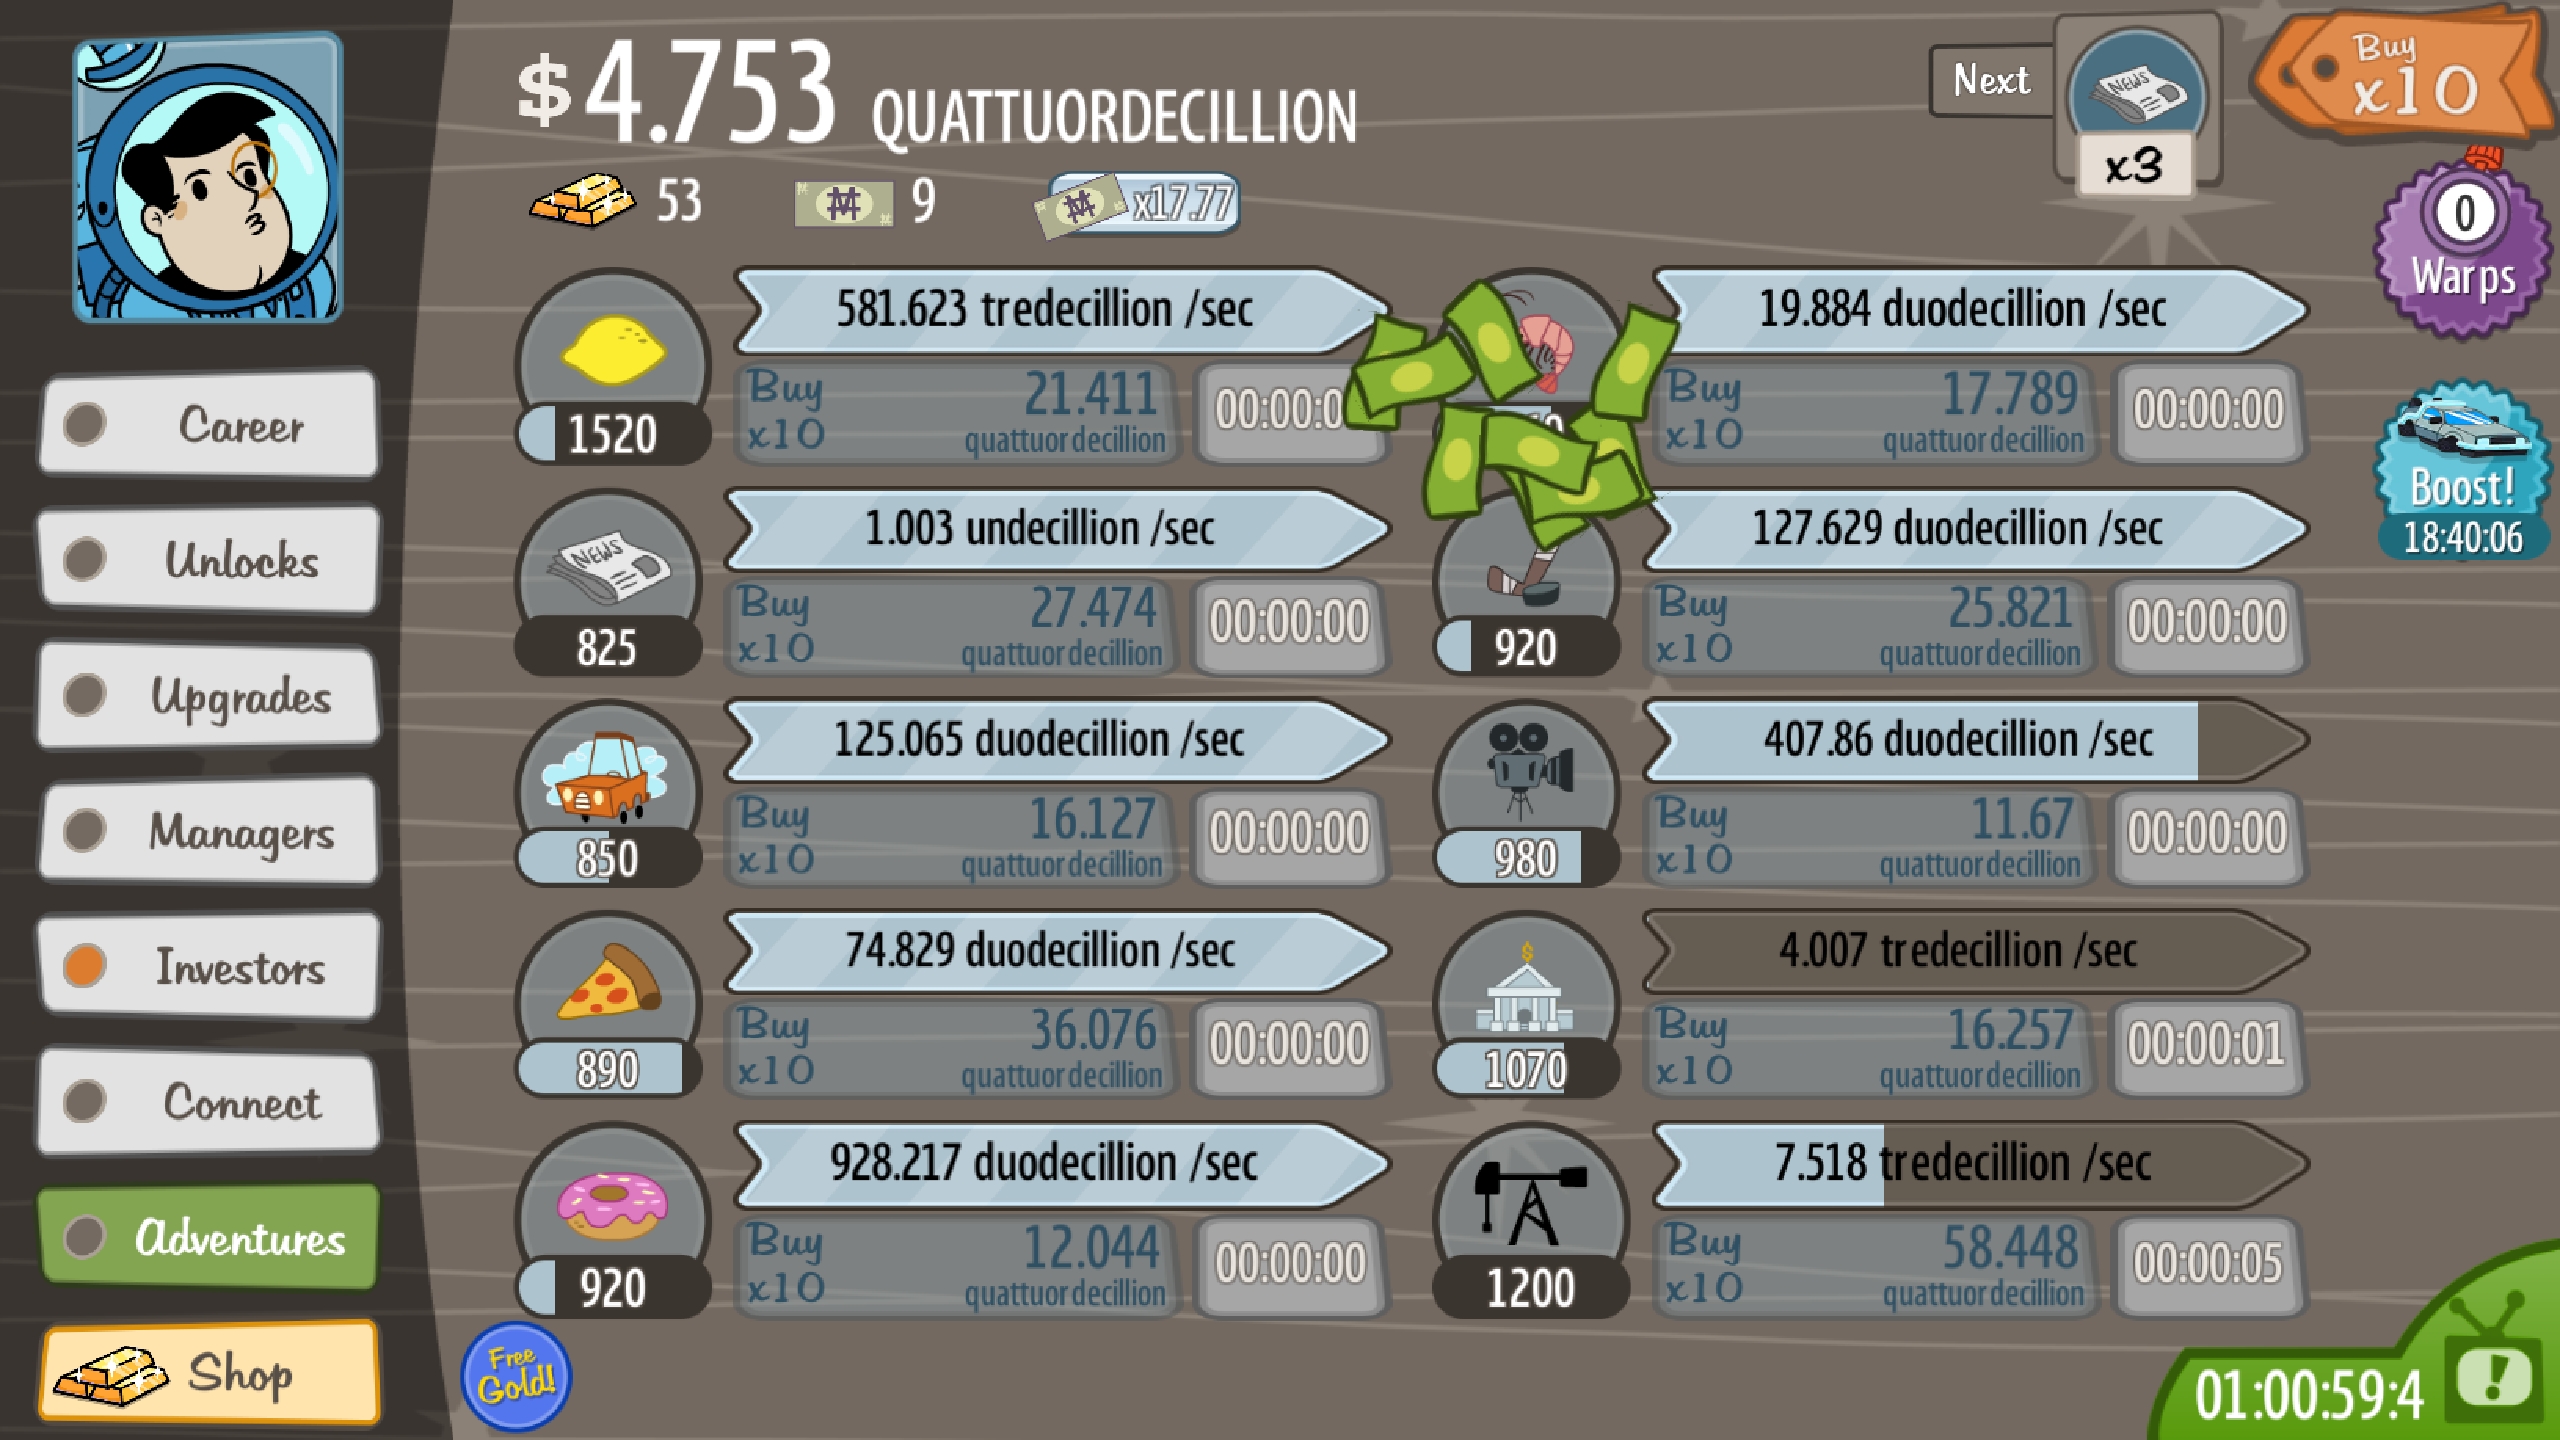 $4.753 QUATTUORDECILLION
53
9
x17.77
Next
NEWS
x3
Buy
x10
0
Warps
Boost!
18:40:06
Career
Unlocks
Upgrades
Managers
Investors
Connect
Adventures
Shop
581.623 tredecillion /sec
1520
Buy
x10
21.411
quattuordecillion
NEWS
1.003 undecillion /sec
825
Buy
x10
27.474
quattuordecillion
00:00:00
125.065 duodecillion /sec
850
Buy
x10
16.127
quattuordecillion
00:00:00
74.829 duodecillion /sec
890
Buy
x10
36.076
quattuordecillion
00:00:00
928.217 duodecillion /sec
920
Buy
x10
12.044
quattuordecillion
00:00:00
19.884 duodecillion /sec
Buy
x10
17.789
quattuordecillion
00:00:00
127.629 duodecillion /sec
920
Buy
x10
25.821
quattuordecillion
00:00:00
407.86 duodecillion /sec
980
Buy
x10
11.67
quattuordecillion
00:00:00
$
4.007 tredecillion /sec
1070
Buy
x10
16.257
quattuordecillion
00:00:01
7.518 tredecillion /sec
1200
Buy
x10
58.448
quattuordecillion
00:00:05
Free
Gold!
01:00:59:4
!